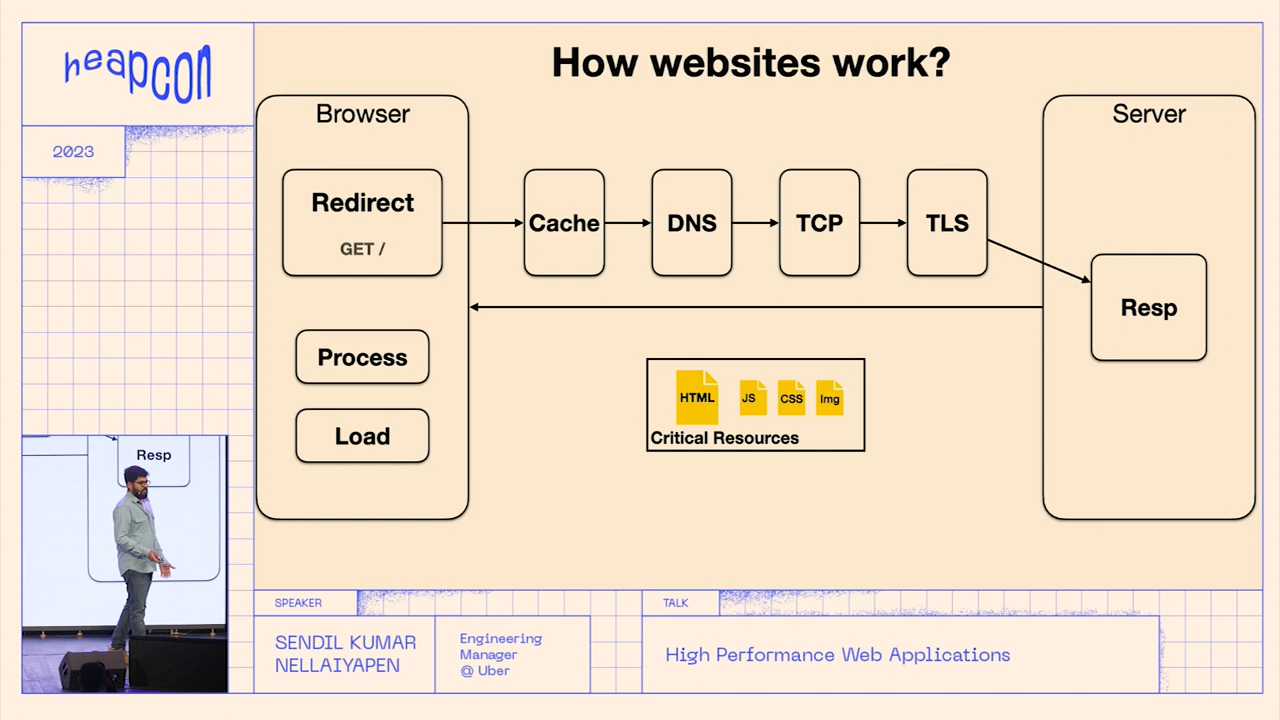 heapcon
2023
How websites work?
Browser
Server
Redirect
GET /
Cache
DNS
TCP
TLS
Resp
Process
Load
HTML
JS
CSS
Img
Critical Resources
Resp
SPEAKER
SENDIL KUMAR
NELLAIYAPEN
Engineering
Manager
@ Uber
TALK
High Performance Web Applications